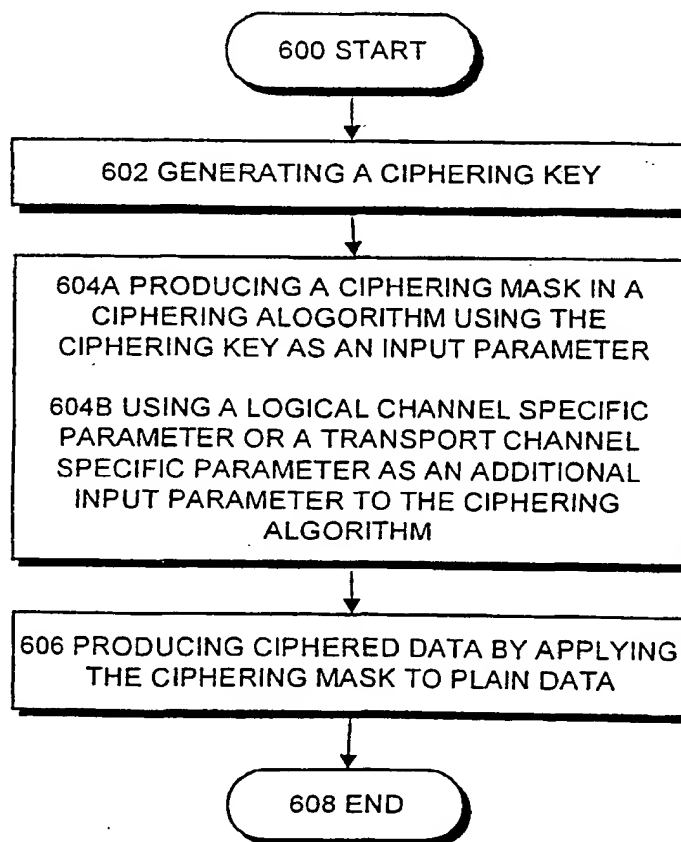 600 START
602 GENERATING A CIPHERING KEY
604A PRODUCING A CIPHERING MASK IN A
CIPHERING ALOGORITHM USING THE
CIPHERING KEY AS AN INPUT PARAMETER
604B USING A LOGICAL CHANNEL SPECIFIC
PARAMETER OR A TRANSPORT CHANNEL
SPECIFIC PARAMETER AS AN ADDITIONAL
INPUT PARAMETER TO THE CIPHERING
ALGORITHM
606 PRODUCING CIPHERED DATA BY APPLYING
THE CIPHERING MASK TO PLAIN DATA
608 END